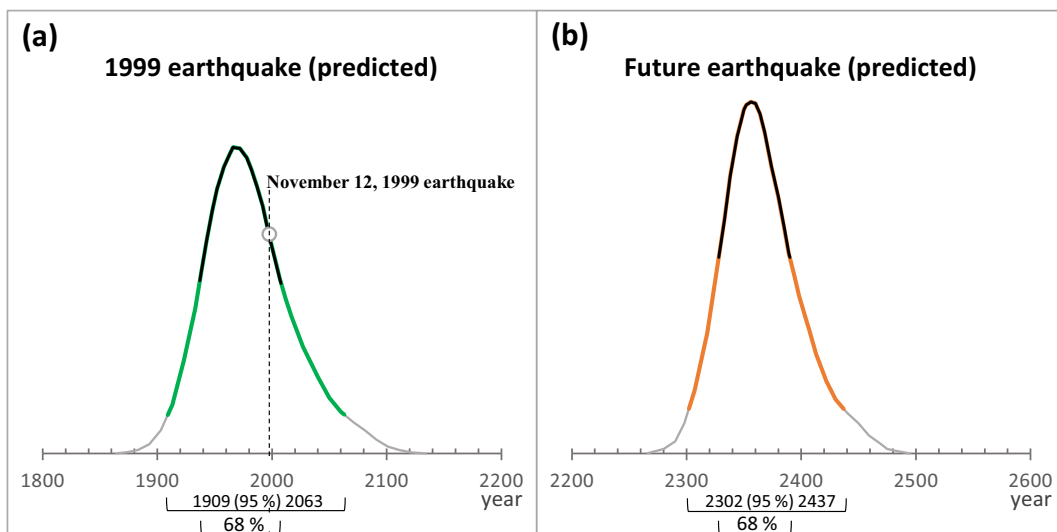 (a)
1999 earthquake (predicted)
November 12, 1999 earthquake
1800 1900 2000 2100 2200
year
1909 (95 %) 2063
68 %
(b)
Future earthquake (predicted)
2200 2300 2400 2500 2600
year
2302 (95 %) 2437
68 %